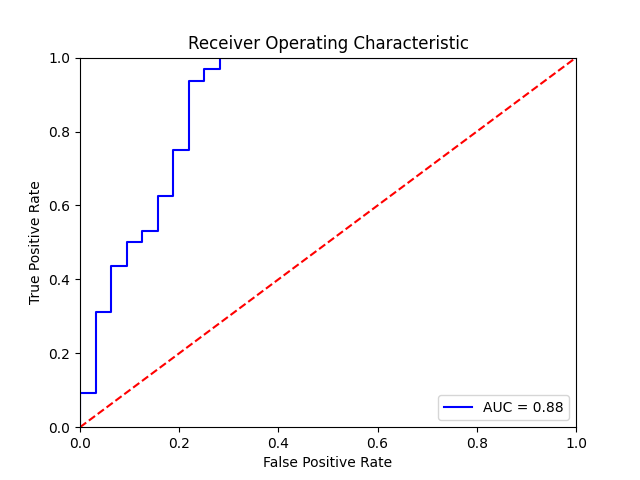 Receiver Operating Characteristic
1.0
0.8
0.6
0.4
0.2
0.0
True Positive Rate
AUC = 0.88
0.0 0.2 0.4 0.6 0.8 1.0
False Positive Rate